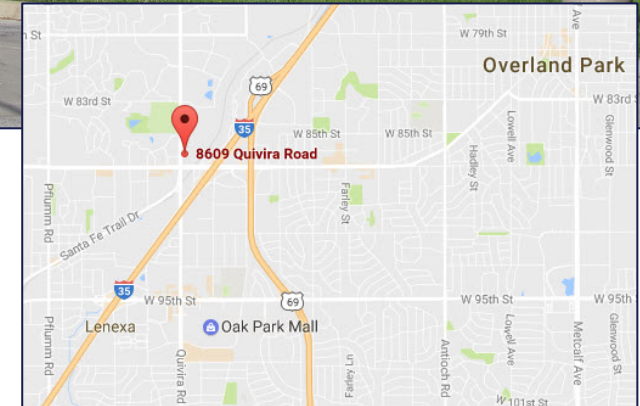 St
W 79th St
Ave
Overland Park
69
W 83rd St
W 83rd
35
W 85th St
W 85th St
Lowell Ave
Glenwood St
8609 Quivira Road
Hadley St
Pflumm Rd
Farley St
Santa Fe Trail Dr
35
W 95th St
69
W 95th St
W 95th
Lenexa
Oak Park Mall
Pflumm Rd
Quivira Rd
Farley Ln
Antioch Rd
Lowell Ave
Metcalf Ave
Glenwood St
W 101st St